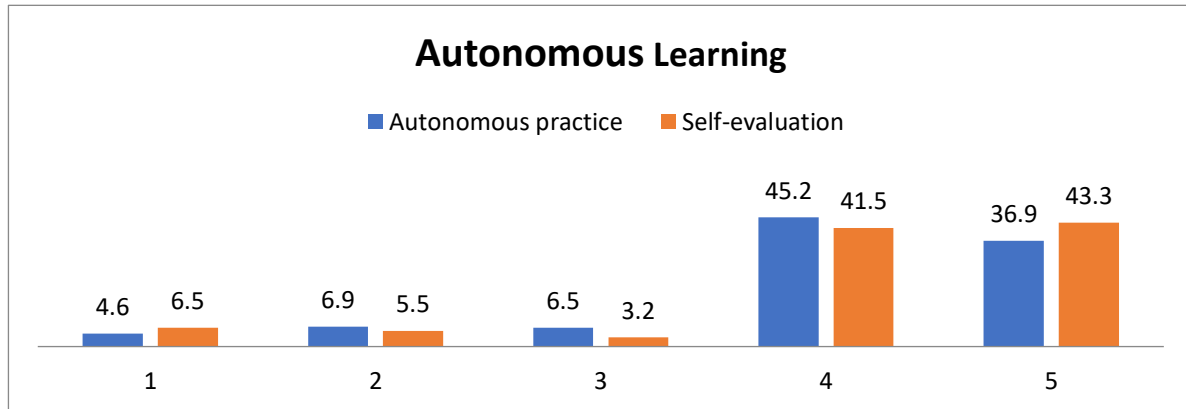 Autonomous Learning
Autonomous practice Self-evaluation
45.2 41.5 36.9 43.3
4.6 6.5 6.9 5.5 6.5 3.2
1 2 3 4 5